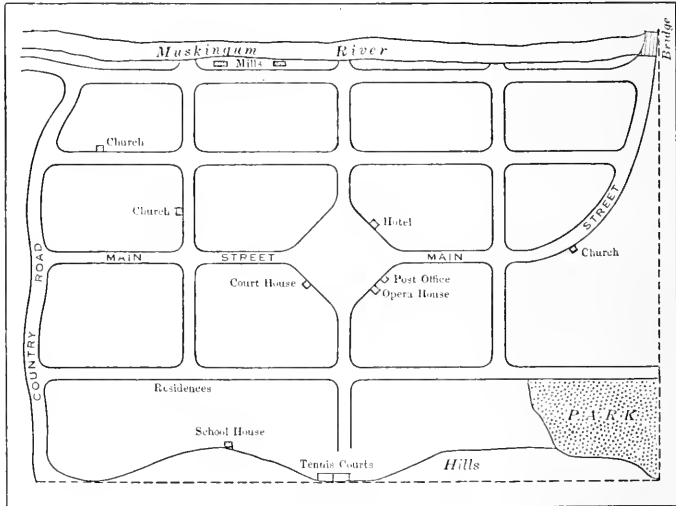 Muskingum River
Bridge
Mills
Church
Church
Hotel
STREET
ROAD
MAIN STREET MAIN
Church
Court House
Post Office
Opera House
COUNTRY
Residences
PARK
School House
Tennis Courts
Hills